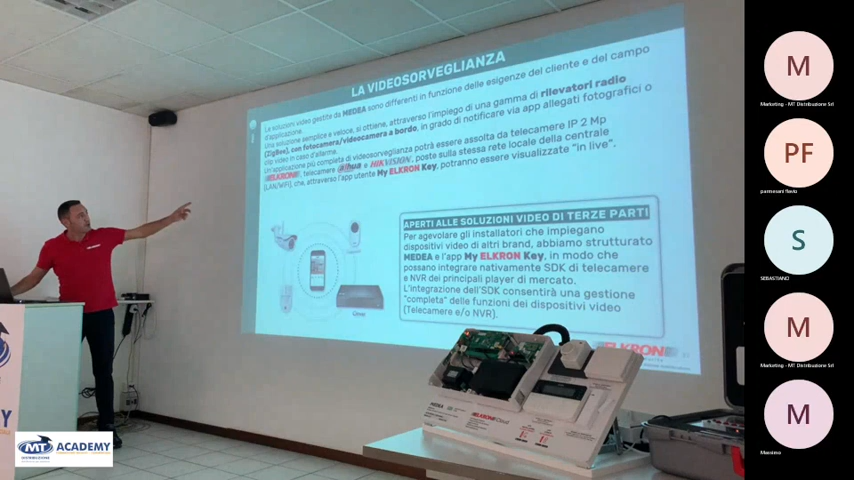 LA VIDEOSORVEGLIANZA
Le soluzioni video gestite da MEDEA sono differenti in funzione delle esigenze del cliente e del campo
d'applicazione.
Una soluzione semplice e veloce, si ottiene, attraverso l'impiego di una gamma di rilevatori radio
(ZigBee), con fotocamera/videocamera a bordo, in grado di notificare via app allegati fotografici o
clip video in caso d'allarme.
Un'applicazione più completa di videosorveglianza potrà essere assolta da telecamere IP 2 Mp
ELKRON, telecamere alhua e HIKVISION, poste sulla stessa rete locale della centrale
(LAN/WiFi), che, attraverso l'app utente My ELKRON Key, potranno essere visualizzate "in live".
APERTI ALLE SOLUZIONI VIDEO DI TERZE PARTI
Per agevolare gli installatori che impiegano
dispositivi video di altri brand, abbiamo strutturato
MEDEA e l'app My ELKRON Key, in modo che
possano integrare nativamente SDK di telecamere
e NVR dei principali player di mercato.
L'integrazione dell'SDK consentirà una gestione
"completa" delle funzioni dei dispositivi video
(Telecamere e/o NVR).
ELKRON
MEDEA
ELKRON Cloud
MT ACADEMY
DISTRIBUZIONE
M
Marketing - MT Distribuzione Srl
PF
parmesani flavio
S
SEBASTIANO
M
Marketing - MT Distribuzione Srl
M
Massimo